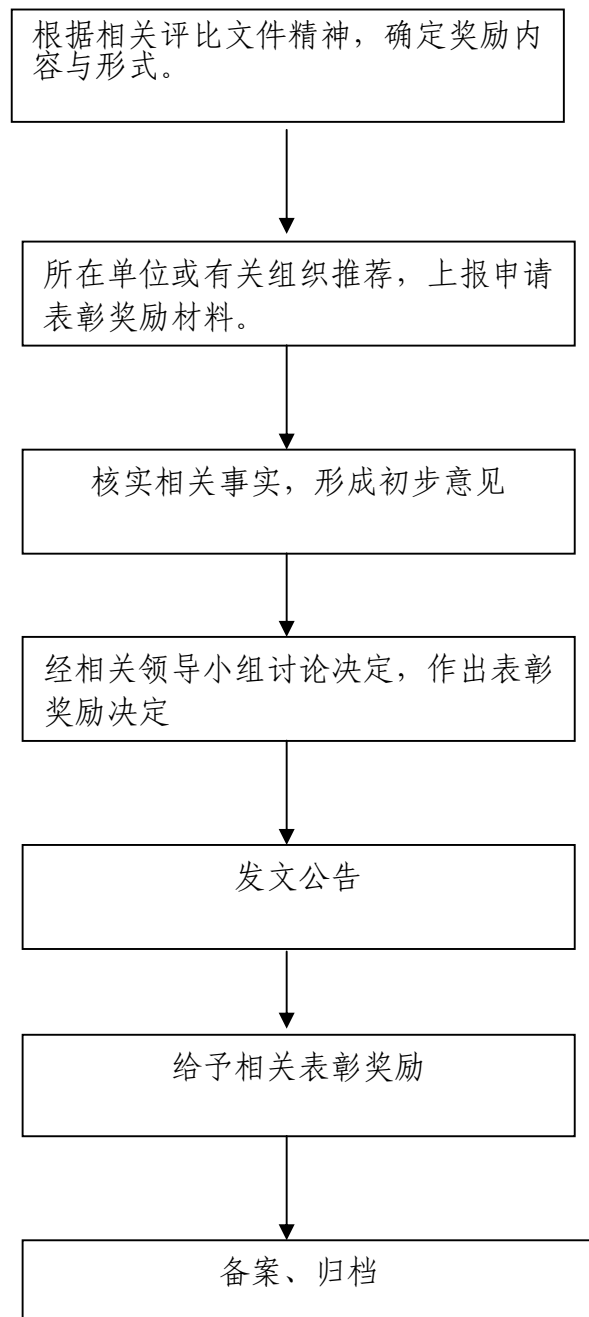 根据相关评比文件精神，确定奖励内
容与形式。
所在单位或有关组织推荐，上报申请
表彰奖励材料。
核实相关事实，形成初步意见
经相关领导小组讨论决定，作出表彰
奖励决定
发文公告
给予相关表彰奖励
备案、归档